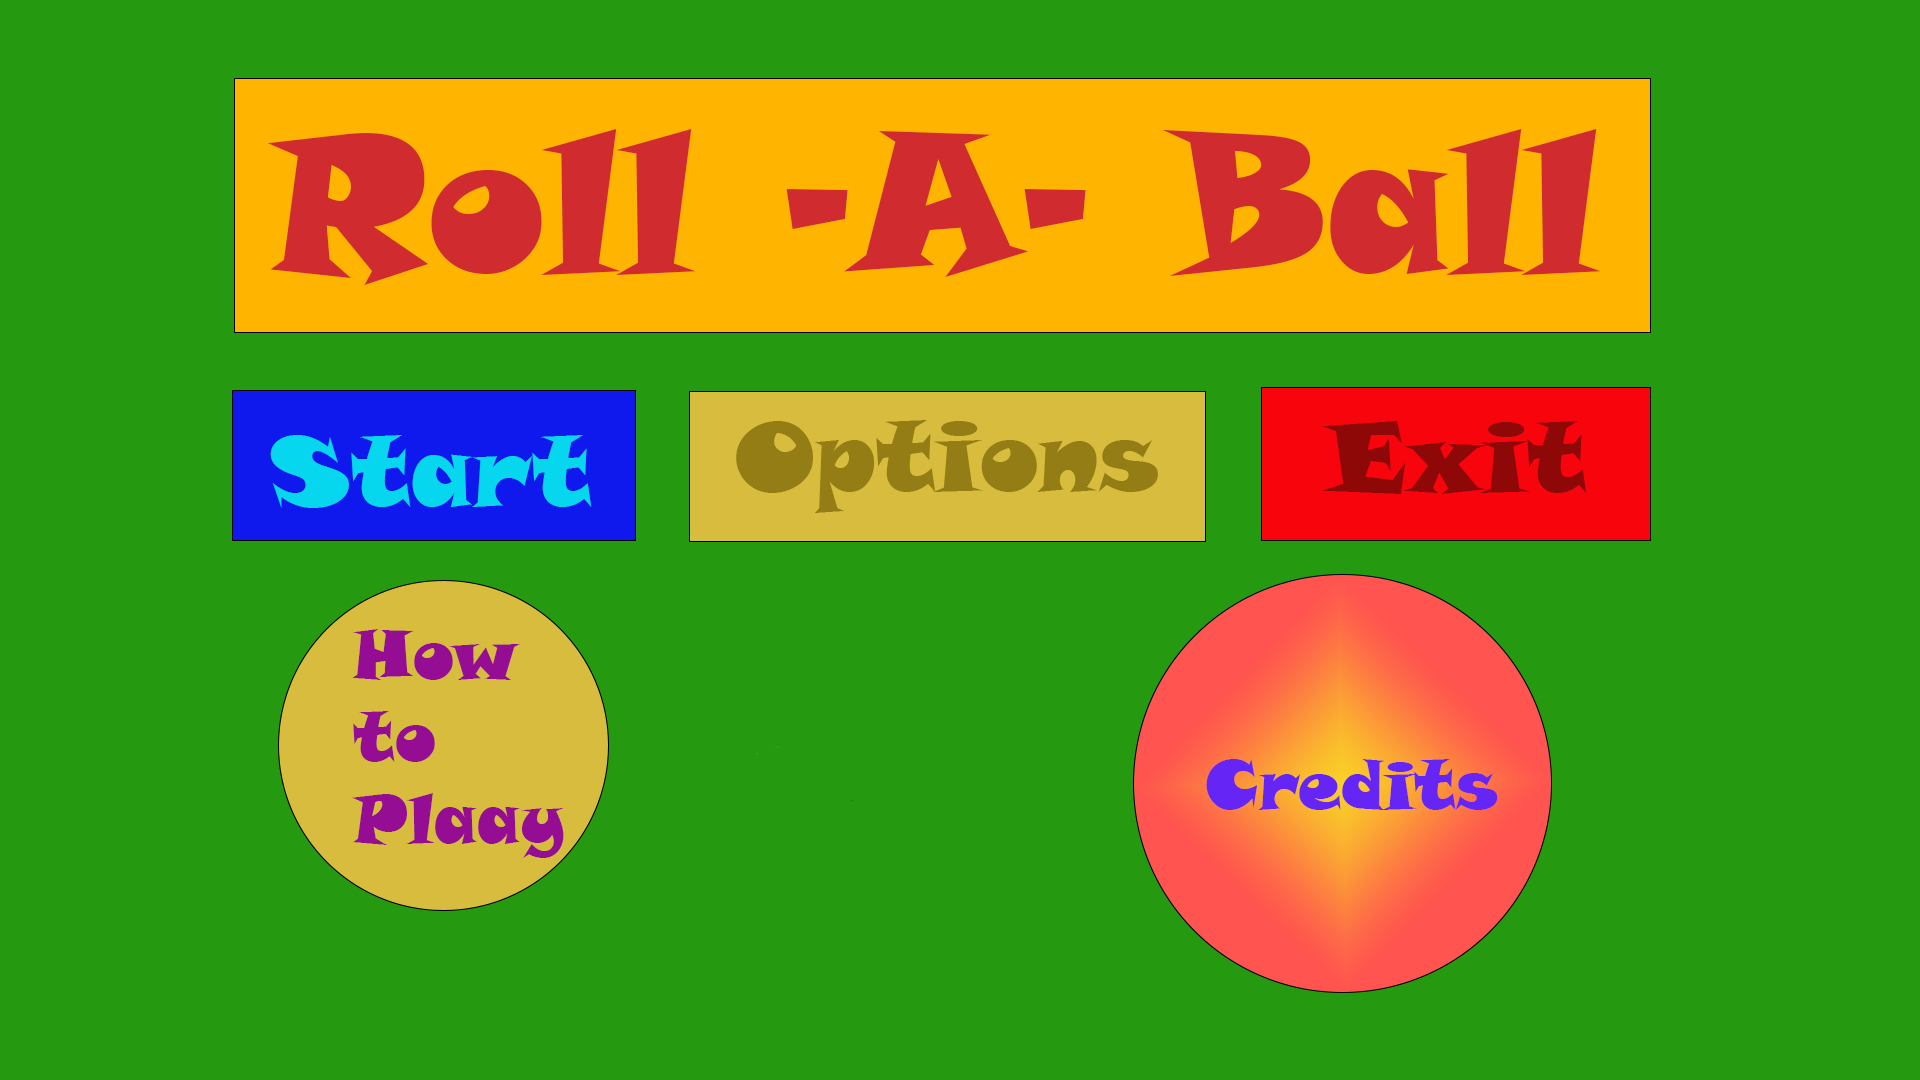 Roll -A- Ball
Start
Options
Exit
How
to
Plaay
Credits